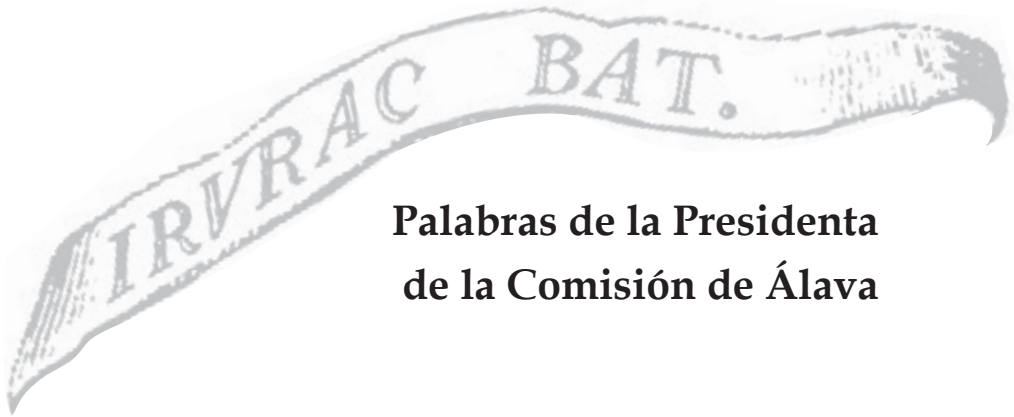 IRVRAC BAT.
Palabras de la Presidenta
de la Comisión de Álava